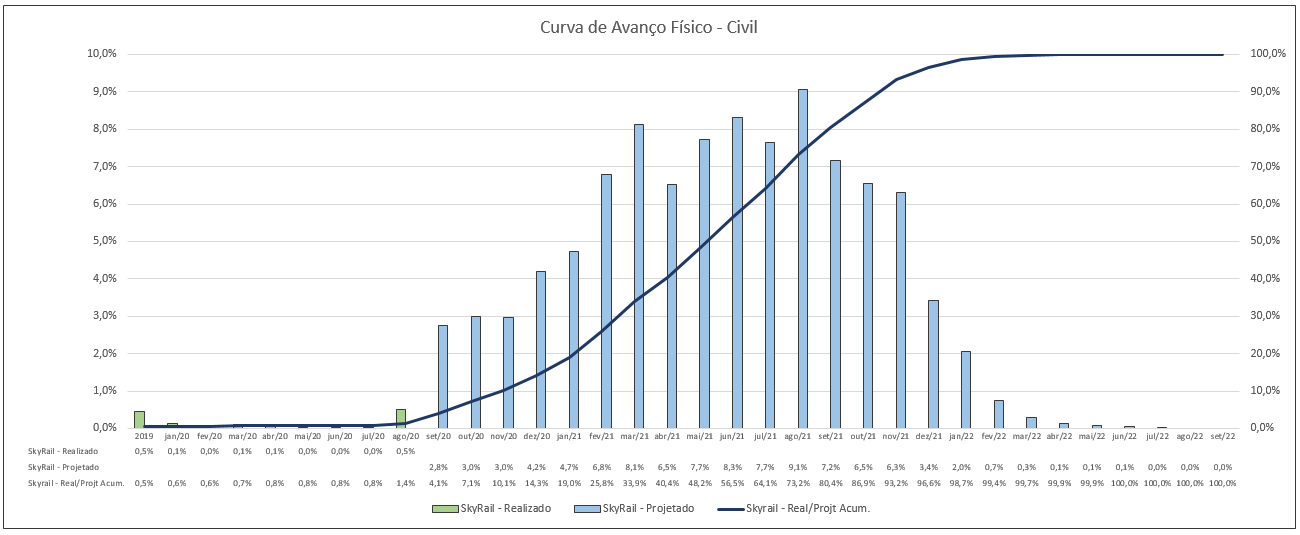 Curva de Avanço Físico - Civil
10,0% 100,0%
9,0% 90,0%
8,0% 80,0%
7,0% 70,0%
6,0% 60,0%
5,0% 50,0%
4,0% 40,0%
3,0% 30,0%
2,0% 20,0%
1,0% 10,0%
0,0% 0,0%
2019 jan/20 fev/20 mar/20 abr/20 mai/20 jun/20 jul/20 ago/20 set/20 out/20 nov/20 dez/20 jan/21 fev/21 mar/21 abr/21 mai/21 jun/21 jul/21 ago/21 set/21 out/21 nov/21 dez/21 jan/22 fev/22 mar/22 abr/22 mai/22 jun/22 jul/22 ago/22 set/22
SkyRail - Realizado 0,5% 0,1% 0,0% 0,1% 0,1% 0,0% 0,0% 0,0% 0,5%
SkyRail - Projetado 2,8% 3,0% 3,0% 4,2% 4,7% 6,8% 8,1% 6,5% 7,7% 8,3% 7,7% 9,1% 7,2% 6,5% 6,3% 3,4% 2,0% 0,7% 0,3% 0,1% 0,1% 0,1% 0,0% 0,0% 0,0%
Skyrail - Real/Projt Acum. 0,5% 0,6% 0,6% 0,7% 0,8% 0,8% 0,8% 0,8% 1,4% 4,1% 7,1% 10,1% 14,3% 19,0% 25,8% 33,9% 40,4% 48,2% 56,5% 64,1% 73,2% 80,4% 86,9% 93,2% 96,6% 98,7% 99,4% 99,7% 99,9% 99,9% 100,0% 100,0% 100,0% 100,0%
SkyRail - Realizado SkyRail - Projetado Skyrail - Real/Projt Acum.